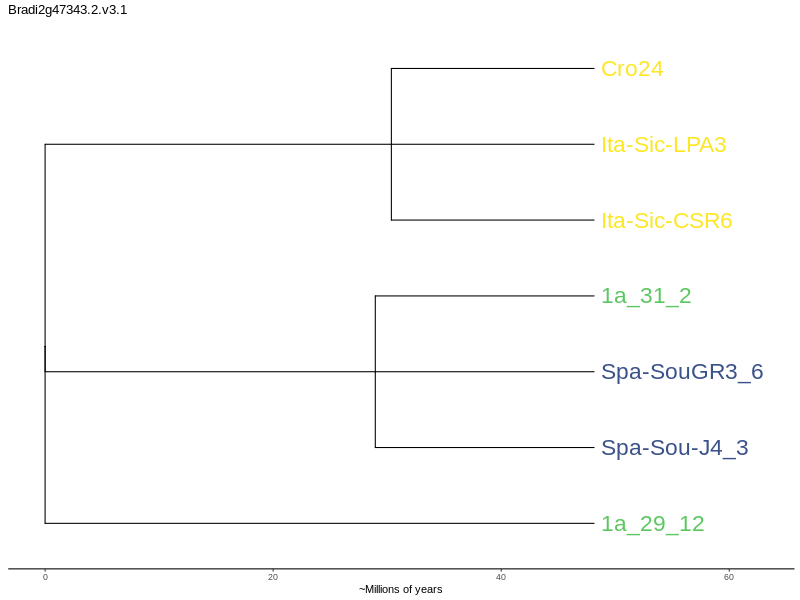 Bradi2g47343.2.v3.1
Cro24
Ita-Sic-LPA3
Ita-Sic-CSR6
1a_31_2
Spa-SouGR3_6
Spa-Sou-J4_3
1a_29_12
0 20 40 60
~Millions of years